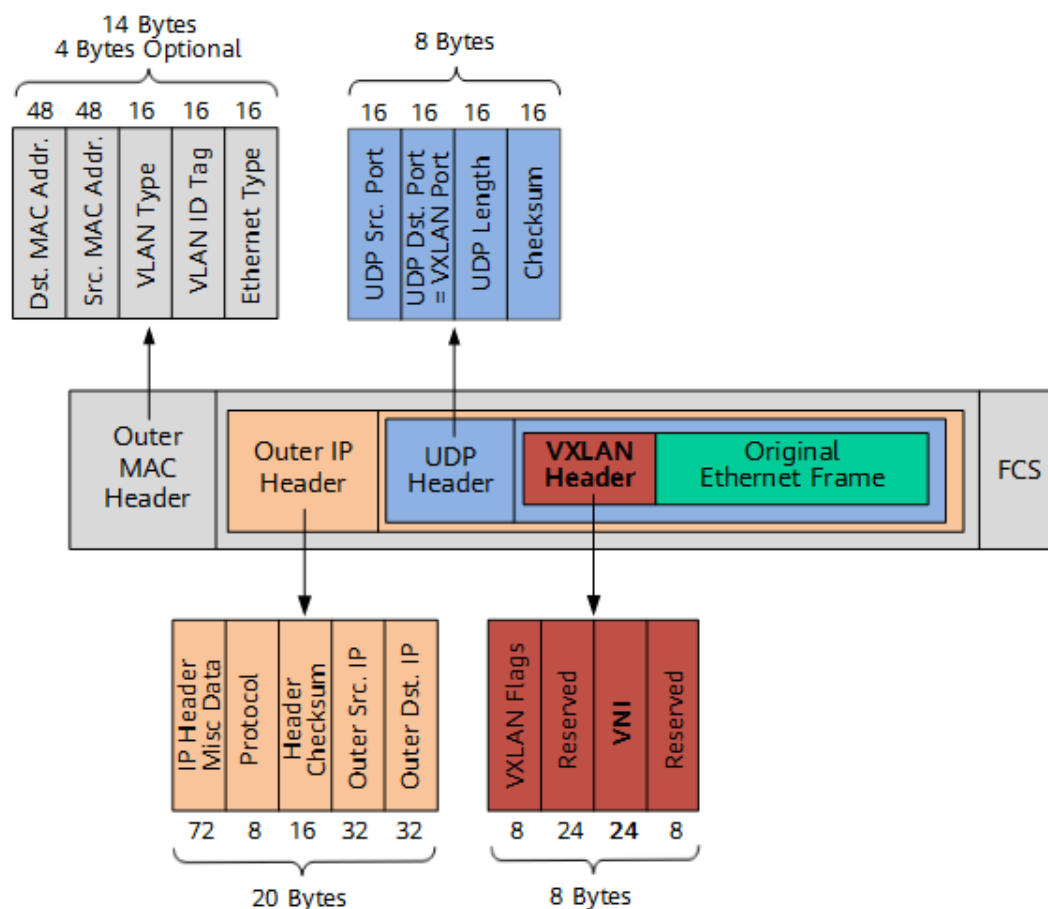 14 Bytes
4 Bytes Optional
48 48 16 16 16
Dst. MAC Addr.
Src. MAC Addr.
VLAN Type
VLAN ID Tag
Ethernet Type
8 Bytes
16 16 16 16
UDP Src. Port
UDP Dst. Port
= VXLAN Port
UDP Length
Checksum
Outer
MAC
Header
Outer IP
Header
UDP
Header
VXLAN
Header
Original
Ethernet Frame
FCS
IP Header
Misc Data
Protocol
Header
Checksum
Outer Src. IP
Outer Dst. IP
72 8 16 32 32
20 Bytes
VXLAN Flags
Reserved
VNI
Reserved
8 24 24 8
8 Bytes